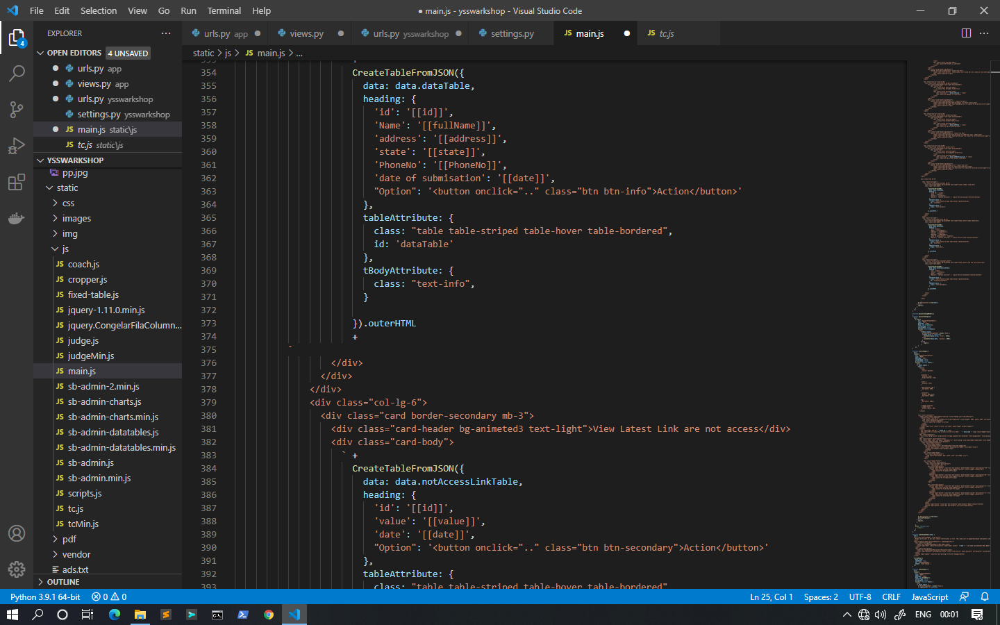 File Edit Selection View Go Run Terminal Help
● main.js - ysswarkshop - Visual Studio Code
EXPLORER
OPEN EDITORS 4 UNSAVED
urls.py app
views.py app
urls.py ysswarkshop
settings.py ysswarkshop
main.js static\js
tc.js static\js
YSSWARKSHOP
pp.jpg
static
css
images
img
js
coach.js
cropper.js
fixed-table.js
jquery-1.11.0.min.js
jquery.CongelarFilaColumn...
judge.js
judgeMin.js
main.js
sb-admin-2.min.js
sb-admin-charts.js
sb-admin-charts.min.js
sb-admin-datatables.js
sb-admin-datatables.min.js
sb-admin.js
sb-admin.min.js
scripts.js
tc.js
tcMin.js
pdf
vendor
ads.txt
OUTLINE
4
urls.py app
views.py
urls.py ysswarkshop
settings.py
main.js
tc.js
static > js > main.js > ...
353
354 CreateTableFromJSON({
355 data: data.dataTable,
356 heading: {
357 'id': '[[id]]',
358 'Name': '[[fullName]]',
359 'address': '[[address]]',
360 'state': '[[state]]',
361 'PhoneNo': '[[PhoneNo]]',
362 'date of submisation': '[[date]]',
363 "Option": '<button onclick=".." class="btn btn-info">Action</button>'
364 },
365 tableAttribute: {
366 class: "table table-striped table-hover table-bordered",
367 id: 'dataTable'
368 },
369 tBodyAttribute: {
370 class: "text-info",
371 }
372
373 }).outerHTML
374 +
375 `
376 </div>
377 </div>
378 </div>
379 <div class="col-lg-6">
380 <div class="card border-secondary mb-3">
381 <div class="card-header bg-animeted3 text-light">View Latest Link are not access</div>
382 <div class="card-body">
383 ` +
384 CreateTableFromJSON({
385 data: data.notAccessLinkTable,
386 heading: {
387 'id': '[[id]]',
388 'value': '[[value]]',
389 'date': '[[date]]',
390 "Option": '<button onclick=".." class="btn btn-secondary">Action</button>'
391 },
392 tableAttribute: {
393 class: "table table-striped table-hover table-bordered"
Python 3.9.1 64-bit 0 0
Ln 25, Col 1 Spaces: 2 UTF-8 CRLF JavaScript
ENG 00:01